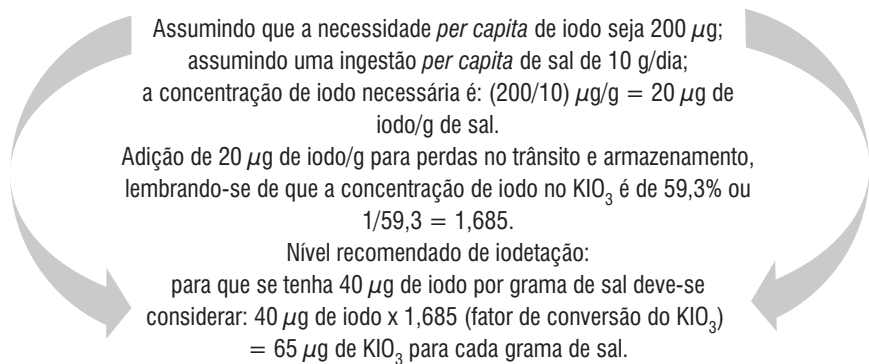 Assumindo que a necessidade per capita de iodo seja 200 μg;
assumindo uma ingestão per capita de sal de 10 g/dia;
a concentração de iodo necessária é: (200/10) μg/g = 20 μg de
iodo/g de sal.
Adição de 20 μg de iodo/g para perdas no trânsito e armazenamento,
lembrando-se de que a concentração de iodo no KIO₃ é de 59,3% ou
1/59,3 = 1,685.
Nível recomendado de iodetação:
para que se tenha 40 μg de iodo por grama de sal deve-se
considerar: 40 μg de iodo x 1,685 (fator de conversão do KIO₃)
= 65 μg de KIO₃ para cada grama de sal.